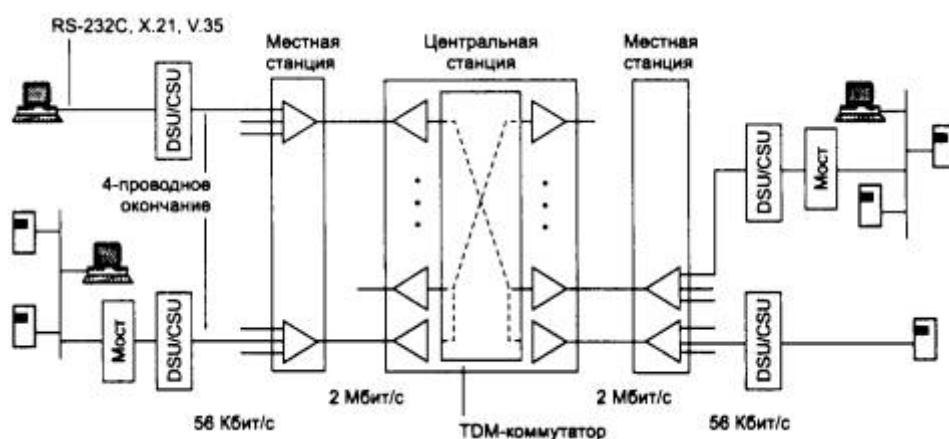 RS-232C, X.21, V.35
Местная
станция
Центральная
станция
Местная
станция
DSU/CSU
4-проводное
окончание
DSU/CSU
Мост
Мост
DSU/CSU
DSU/CSU
56 Кбит/с
2 Мбит/с
TDM-коммутатор
2 Мбит/с
56 Кбит/с